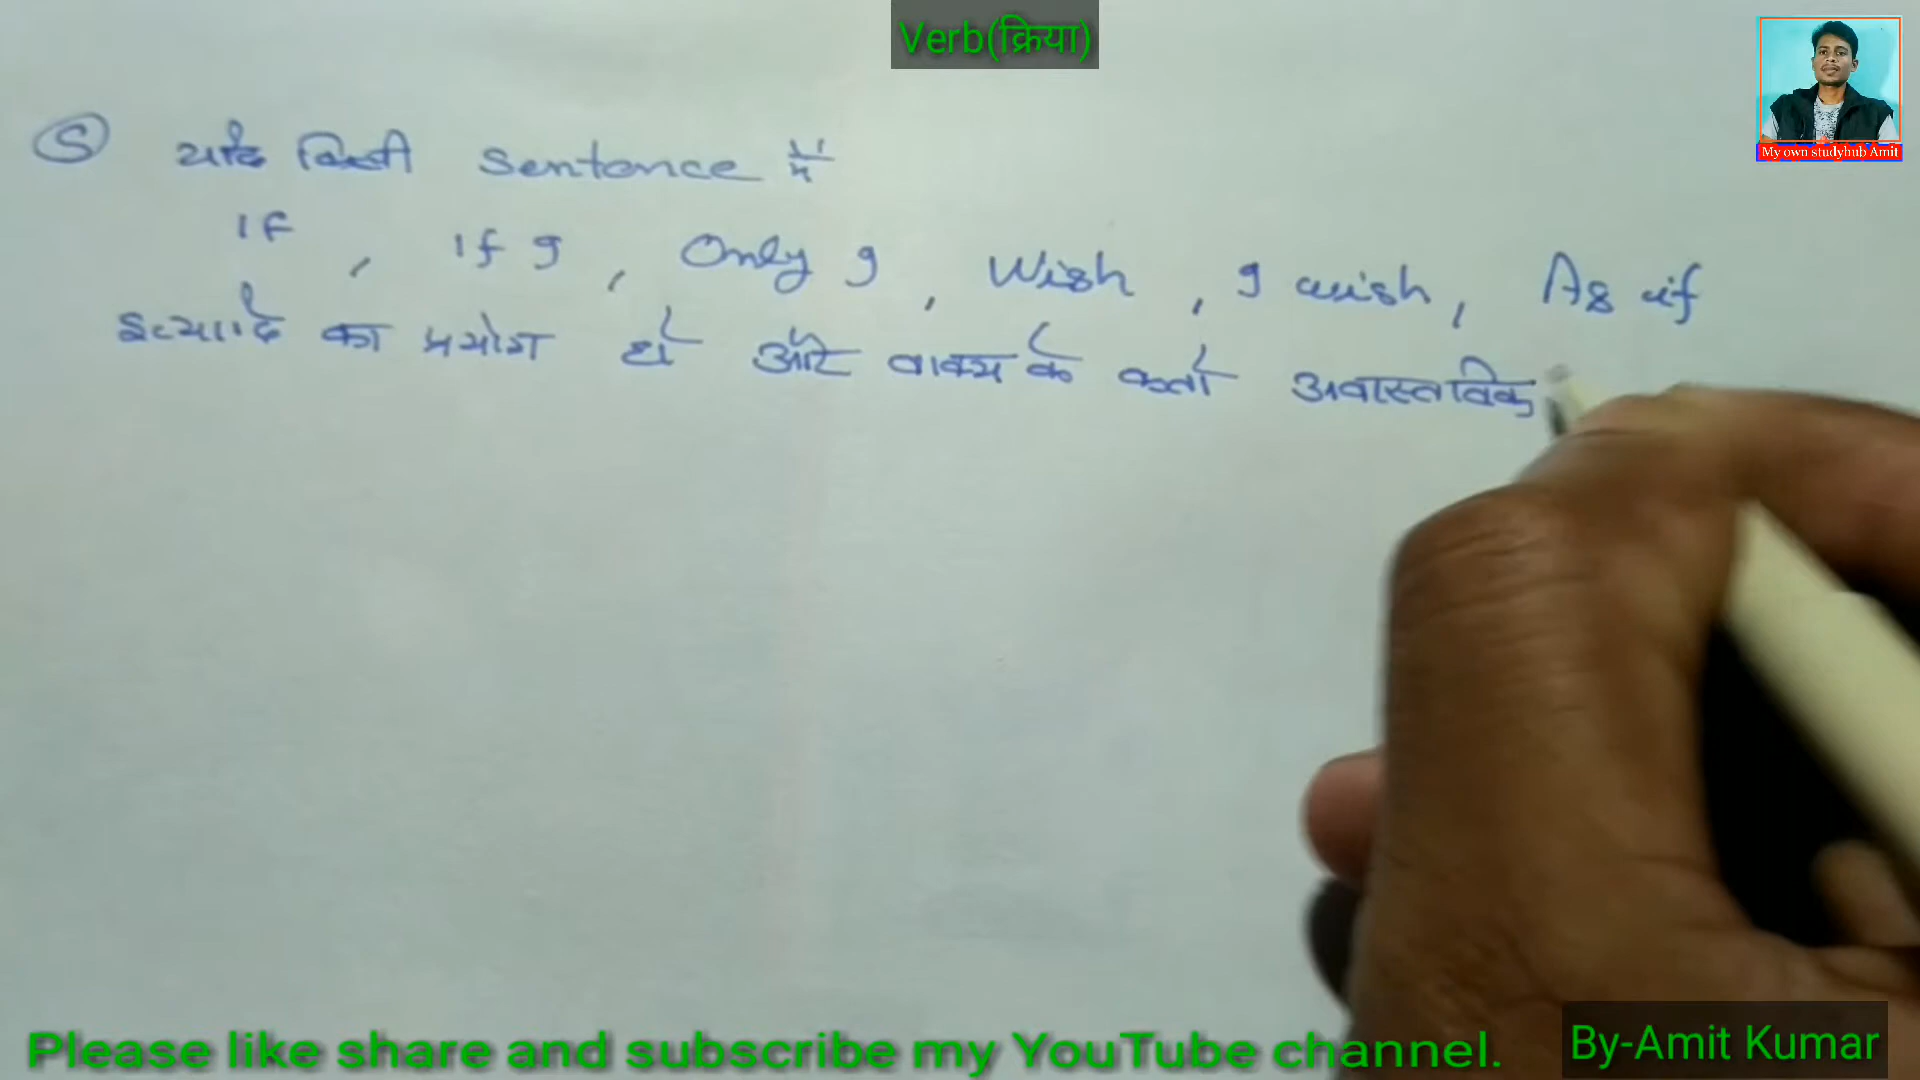 Verb(क्रिया)
My own studyhub Amit
⑤ यदि किसी Sentence में
If , If I , Only I , Wish , I wish , As if
इत्यादि का प्रयोग हो और वाक्य के कर्ता अवास्तविक
Please like share and subscribe my YouTube channel.
By-Amit Kumar